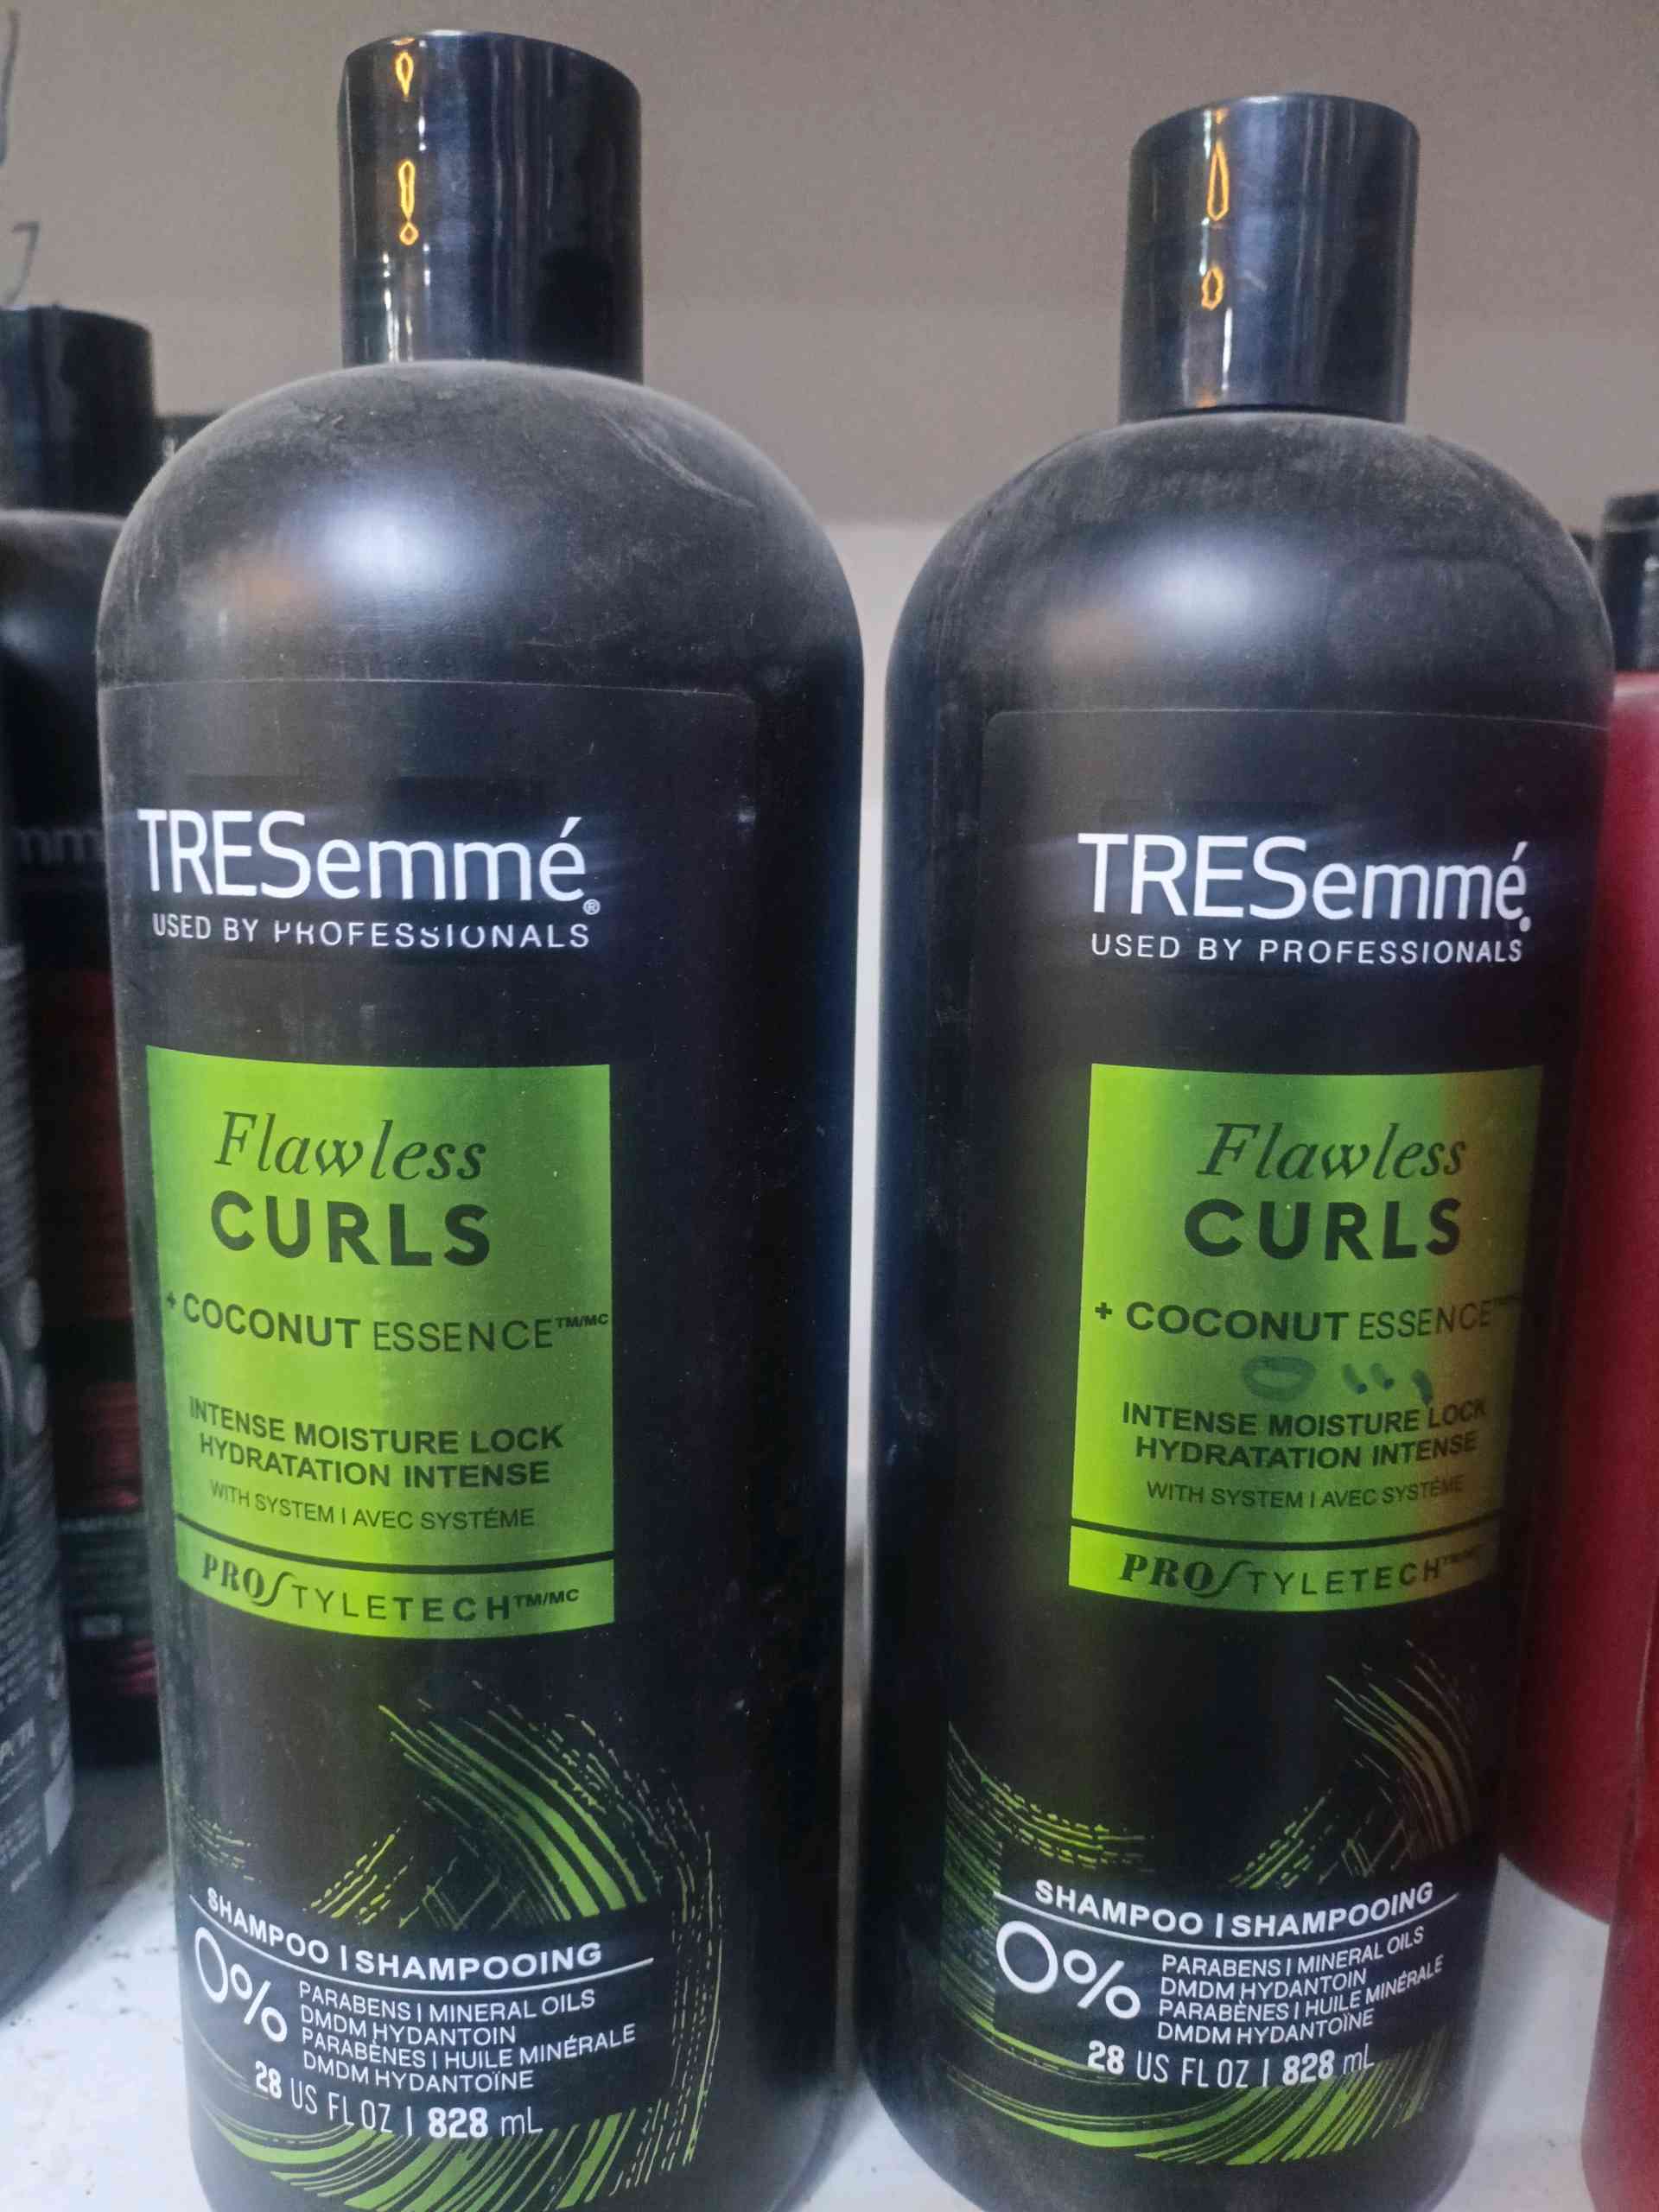 TRESemmé®
USED BY PROFESSIONALS
Flawless
CURLS
+ COCONUT ESSENCE™/MC
INTENSE MOISTURE LOCK
HYDRATATION INTENSE
WITH SYSTEM | AVEC SYSTÉME
PROSTYLETECH™/MC
SHAMPOO | SHAMPOOING
0% PARABENS | MINERAL OILS
DMDM HYDANTOIN
PARABÈNES | HUILE MINÉRALE
DMDM HYDANTOÏNE
28 US FL OZ | 828 mL
TRESemmé
USED BY PROFESSIONALS
Flawless
CURLS
+ COCONUT ESSENCE
INTENSE MOISTURE LOCK
HYDRATATION INTENSE
WITH SYSTEM | AVEC SYSTÉME
PROSTYLETECH
SHAMPOO | SHAMPOOING
0% PARABENS | MINERAL OILS
DMDM HYDANTOIN
PARABÈNES | HUILE MINÉRALE
DMDM HYDANTOÏNE
28 US FL OZ | 828 mL